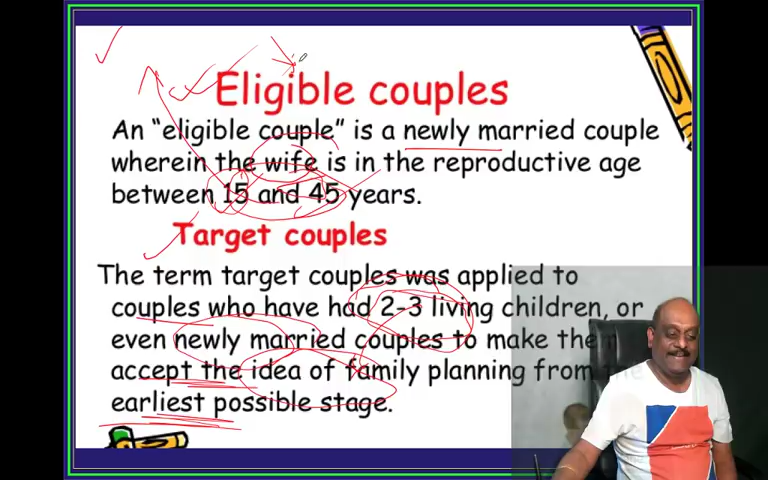 Eligible couples
An “eligible couple” is a newly married couple
wherein the wife is in the reproductive age
between 15 and 45 years.
Target couples
The term target couples was applied to
couples who have had 2-3 living children, or
even newly married couples to make them
accept the idea of family planning from the
earliest possible stage.